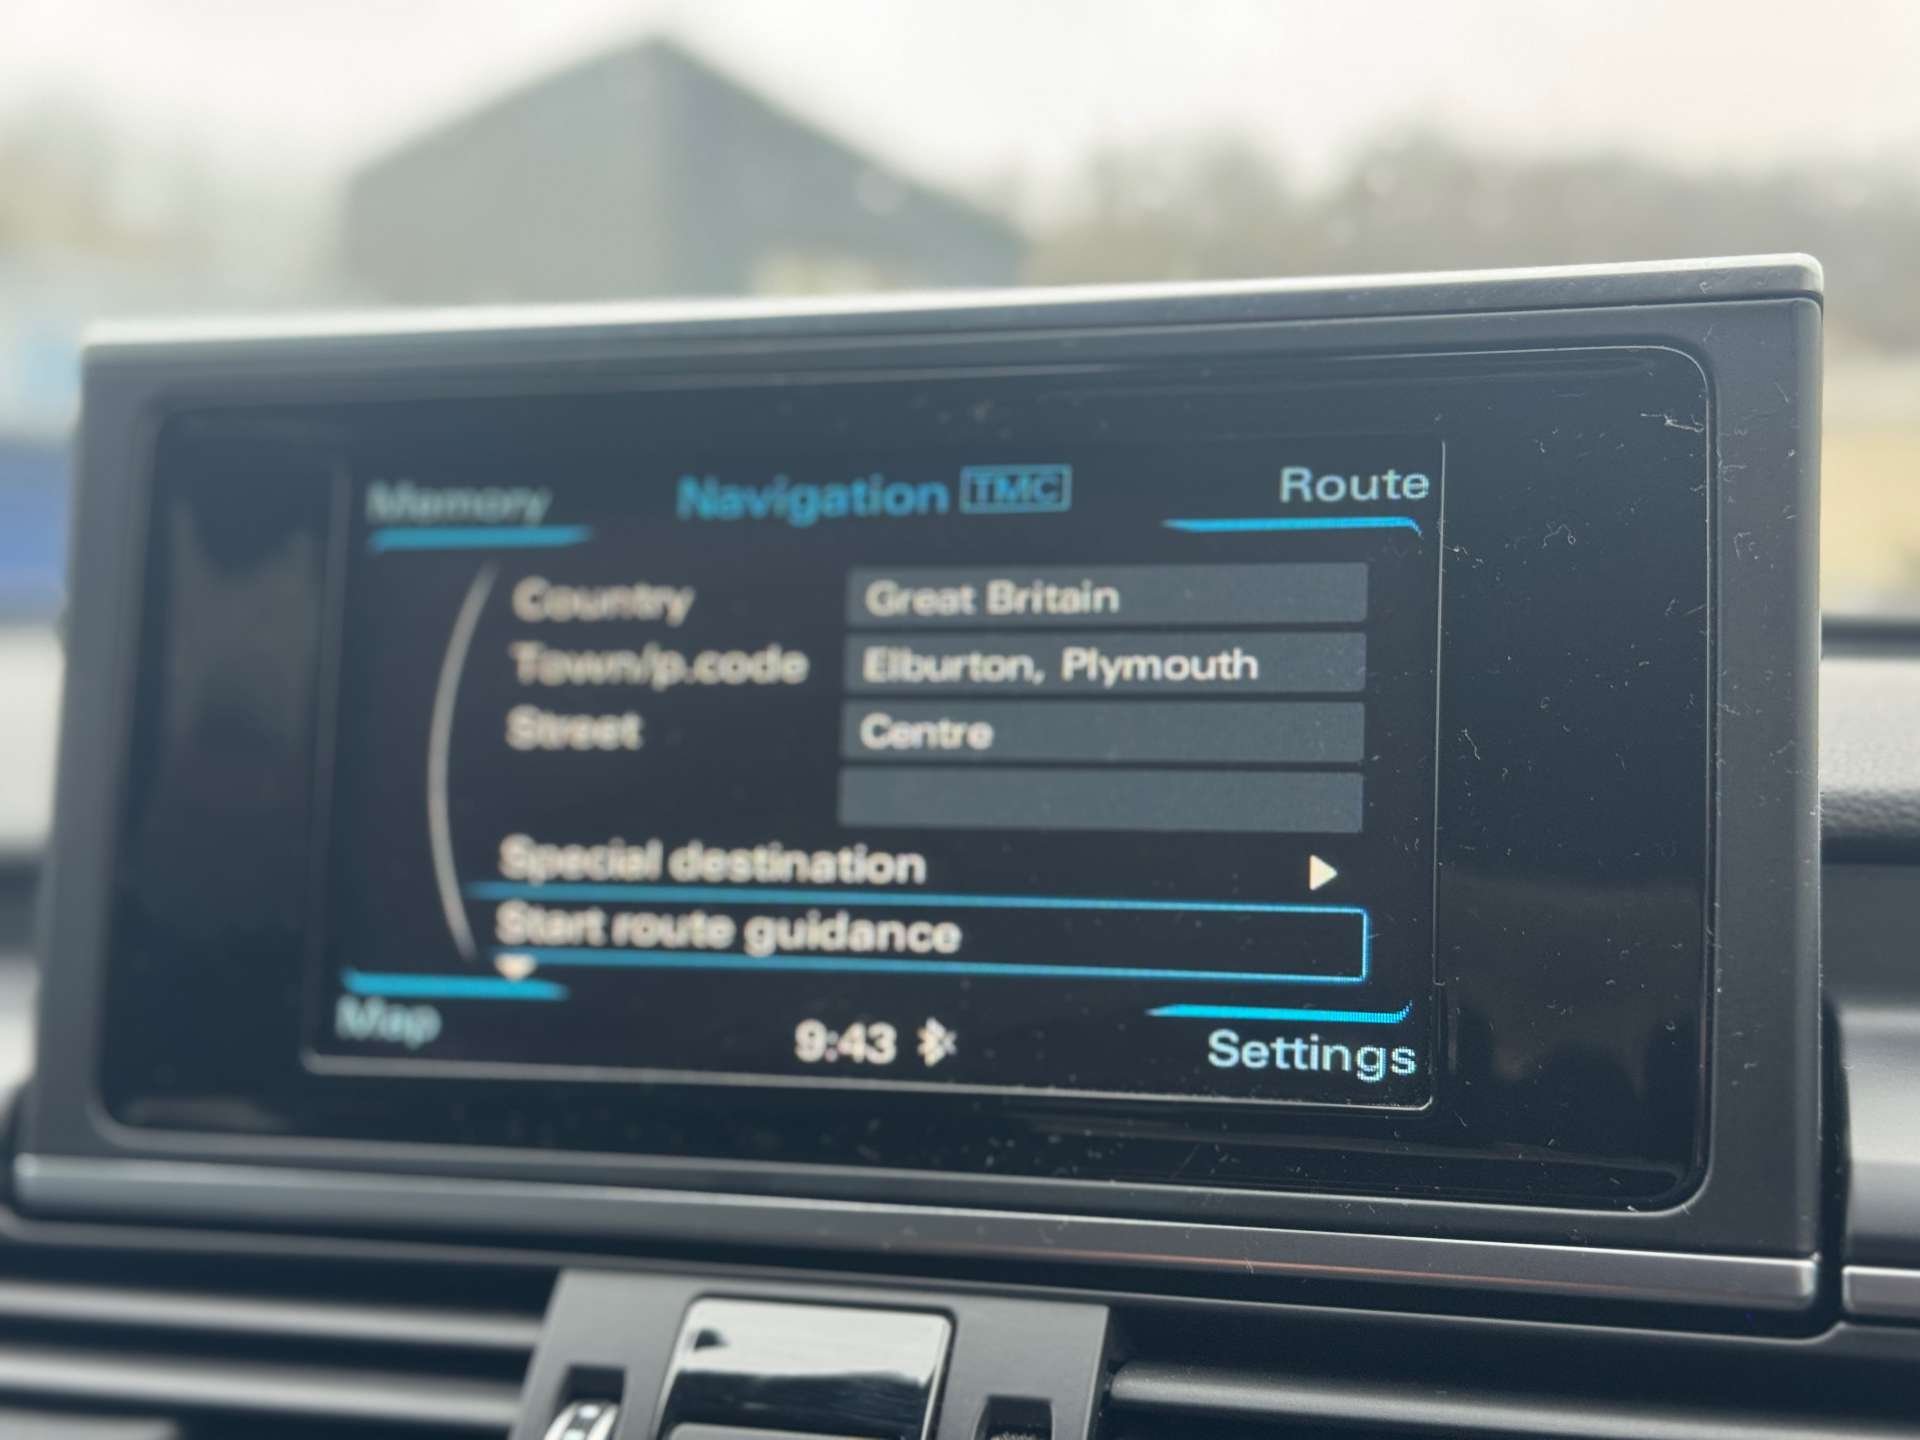 Memory Navigation TMC Route
Country Great Britain
Town/p.code Elburton, Plymouth
Street Centre
Special destination
Start route guidance
Map 9:43 Settings